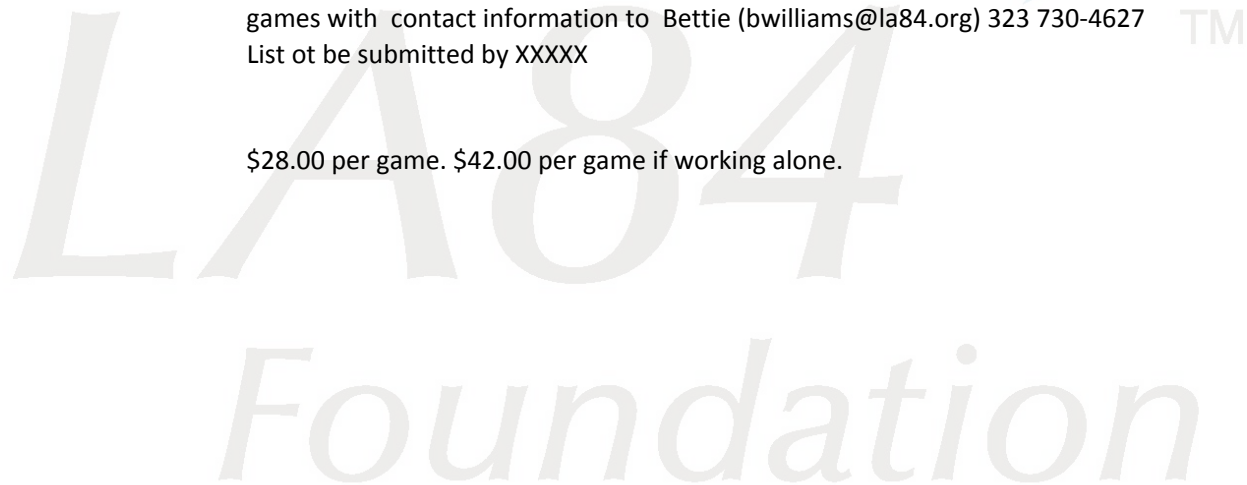 games with  contact information to  Bettie (bwilliams@la84.org) 323 730-4627
List ot be submitted by XXXXX
$28.00 per game. $42.00 per game if working alone.
LA84 TM
Foundation